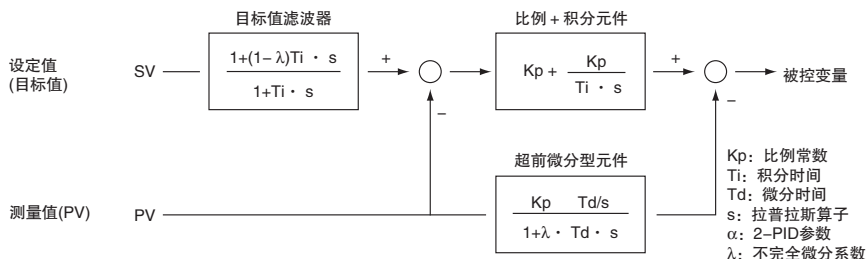 目标值滤波器
比例 + 积分元件
设定值
(目标值)
SV
1+(1– λ)Ti · s
1+Ti · s
+
–
Kp +
Kp
Ti · s
+
–
被控变量
超前微分型元件
测量值(PV)
PV
Kp Td/s
1+λ · Td · s
Kp: 比例常数
Ti: 积分时间
Td: 微分时间
s: 拉普拉斯算子
α: 2–PID参数
λ: 不完全微分系数